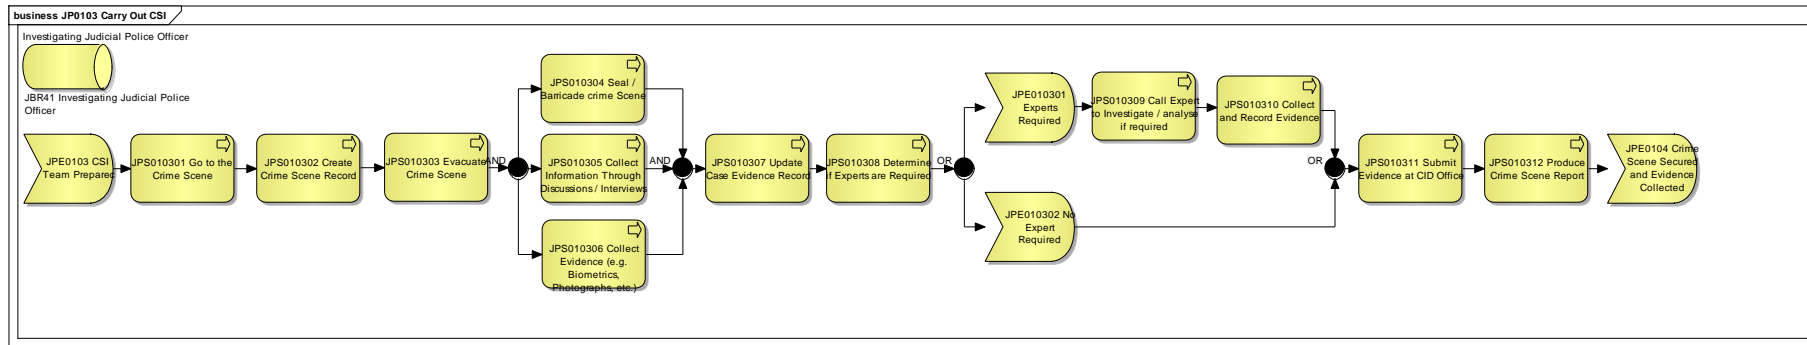 business JP0103 Carry Out CSI
Investigating Judicial Police Officer
JBR41 Investigating Judicial Police
Officer
JPE0103 CSI
Team Prepared
JPS010301 Go to the
Crime Scene
JPS010302 Create
Crime Scene Record
JPS010303 Evacuate
Crime Scene
AND
JPS010304 Seal /
Barricade crime Scene
JPS010305 Collect
Information Through
Discussions / Interviews
JPS010306 Collect
Evidence (e.g.
Biometrics,
Photographs, etc.)
AND
JPS010307 Update
Case Evidence Record
JPS010308 Determine
if Experts are Required
OR
JPE010301
Experts
Required
JPS010309 Call Expert
to Investigate / analyse
if required
JPS010310 Collect
and Record Evidence
JPE010302 No
Expert
Required
OR
JPS010311 Submit
Evidence at CID Office
JPS010312 Produce
Crime Scene Report
JPE0104 Crime
Scene Secured
and Evidence
Collected